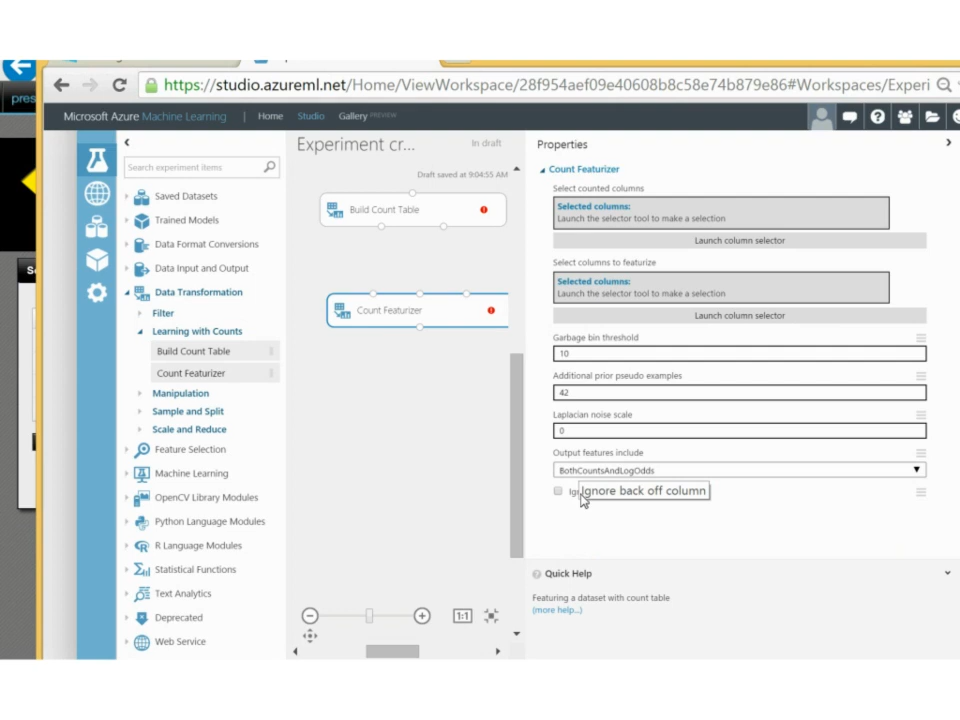 pres
https://studio.azureml.net/Home/ViewWorkspace/28f954aef09e40608b8c58e74b879e86#Workspaces/Experi
Microsoft Azure Machine Learning | Home Studio Gallery PREVIEW
Search experiment items
Saved Datasets
Trained Models
Data Format Conversions
Data Input and Output
Data Transformation
Filter
Learning with Counts
Build Count Table
Count Featurizer
Manipulation
Sample and Split
Scale and Reduce
Feature Selection
Machine Learning
OpenCV Library Modules
Python Language Modules
R Language Modules
Statistical Functions
Text Analytics
Deprecated
Web Service
Experiment cr...
In draft
Draft saved at 9:04:55 AM
Build Count Table
Count Featurizer
1:1
Properties
Count Featurizer
Select counted columns
Selected columns:
Launch the selector tool to make a selection
Launch column selector
Select columns to featurize
Selected columns:
Launch the selector tool to make a selection
Launch column selector
Garbage bin threshold
10
Additional prior pseudo examples
42
Laplacian noise scale
0
Output features include
BothCountsAndLogOdds
Ignore back off column
Quick Help
Featuring a dataset with count table
(more help...)